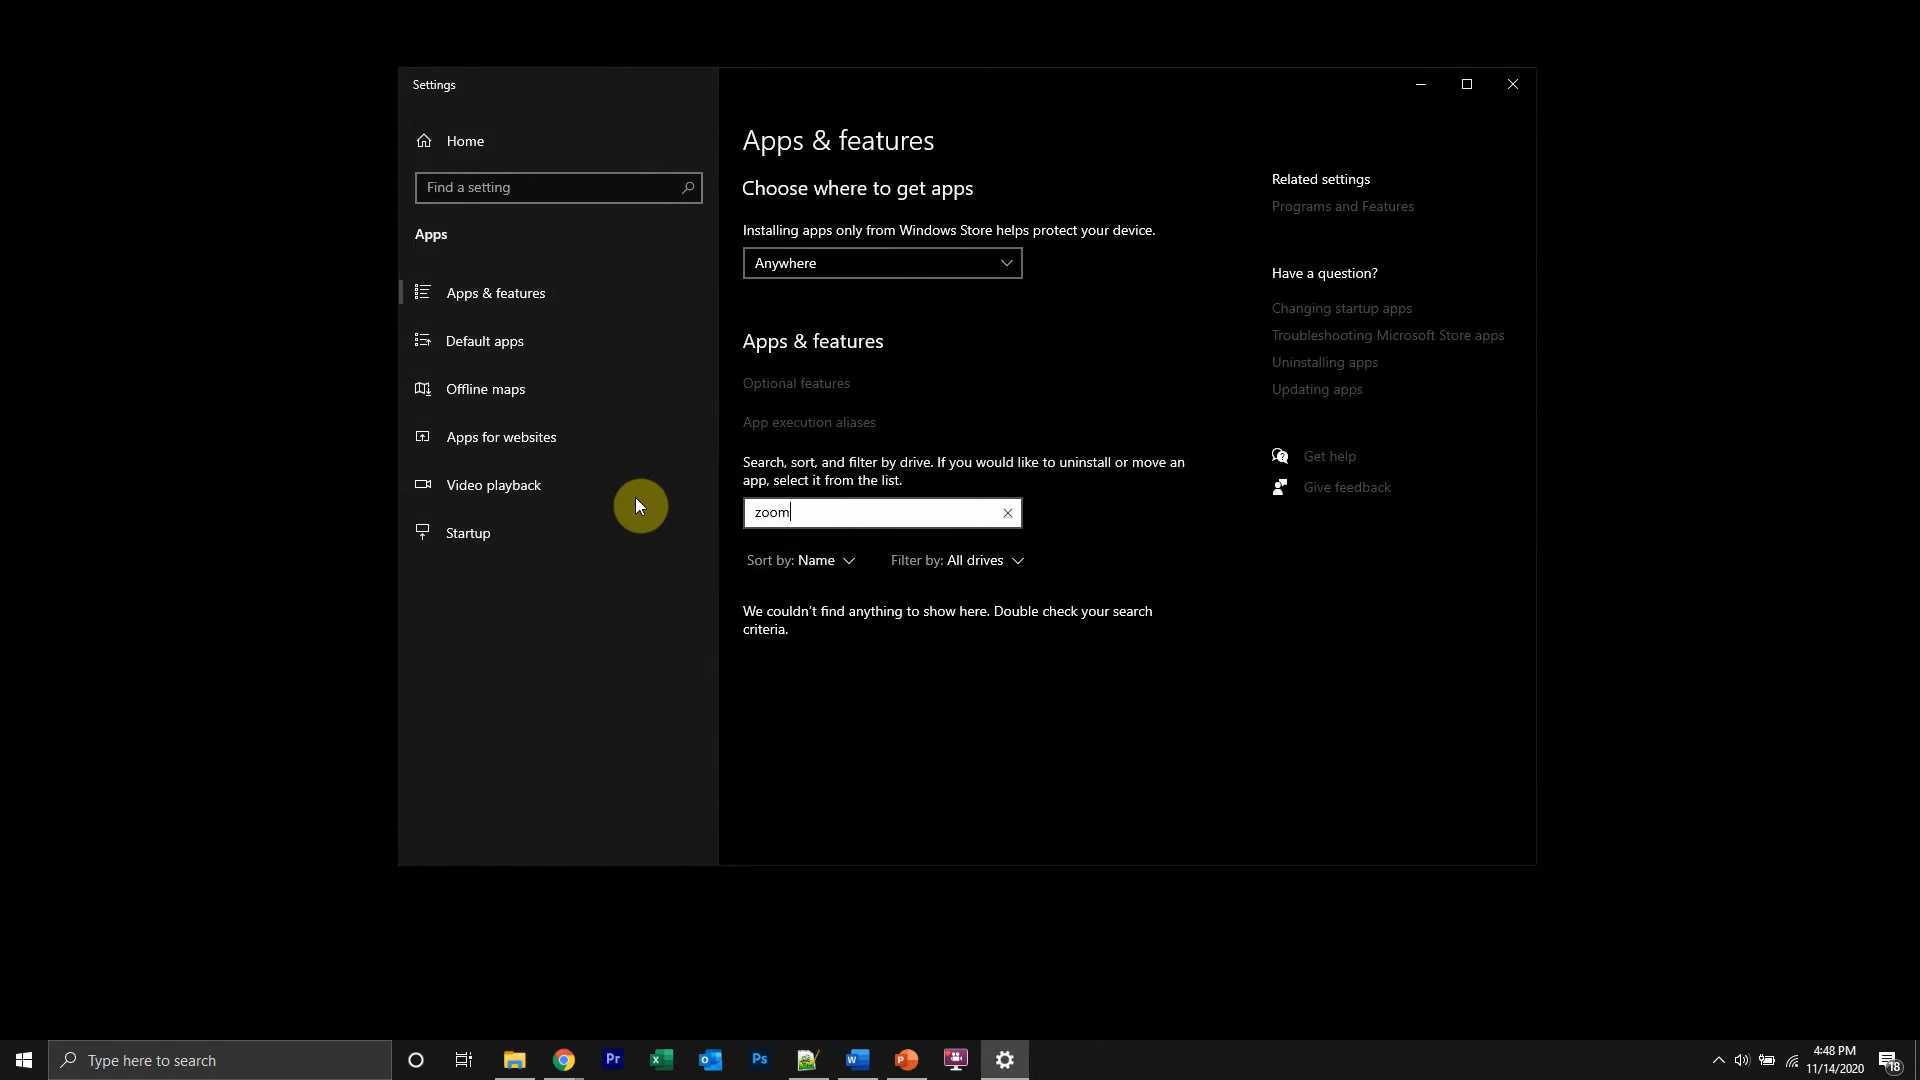 Settings
Home
Find a setting
Apps
Apps & features
Default apps
Offline maps
Apps for websites
Video playback
Startup
Apps & features
Choose where to get apps
Installing apps only from Windows Store helps protect your device.
Anywhere
Apps & features
Optional features
App execution aliases
Search, sort, and filter by drive. If you would like to uninstall or move an
app, select it from the list.
zoom
Sort by: Name
Filter by: All drives
We couldn't find anything to show here. Double check your search
criteria.
Related settings
Programs and Features
Have a question?
Changing startup apps
Troubleshooting Microsoft Store apps
Uninstalling apps
Updating apps
Get help
Give feedback
Type here to search
Pr
X
O
Ps
W
P
4:48 PM
11/14/2020
18